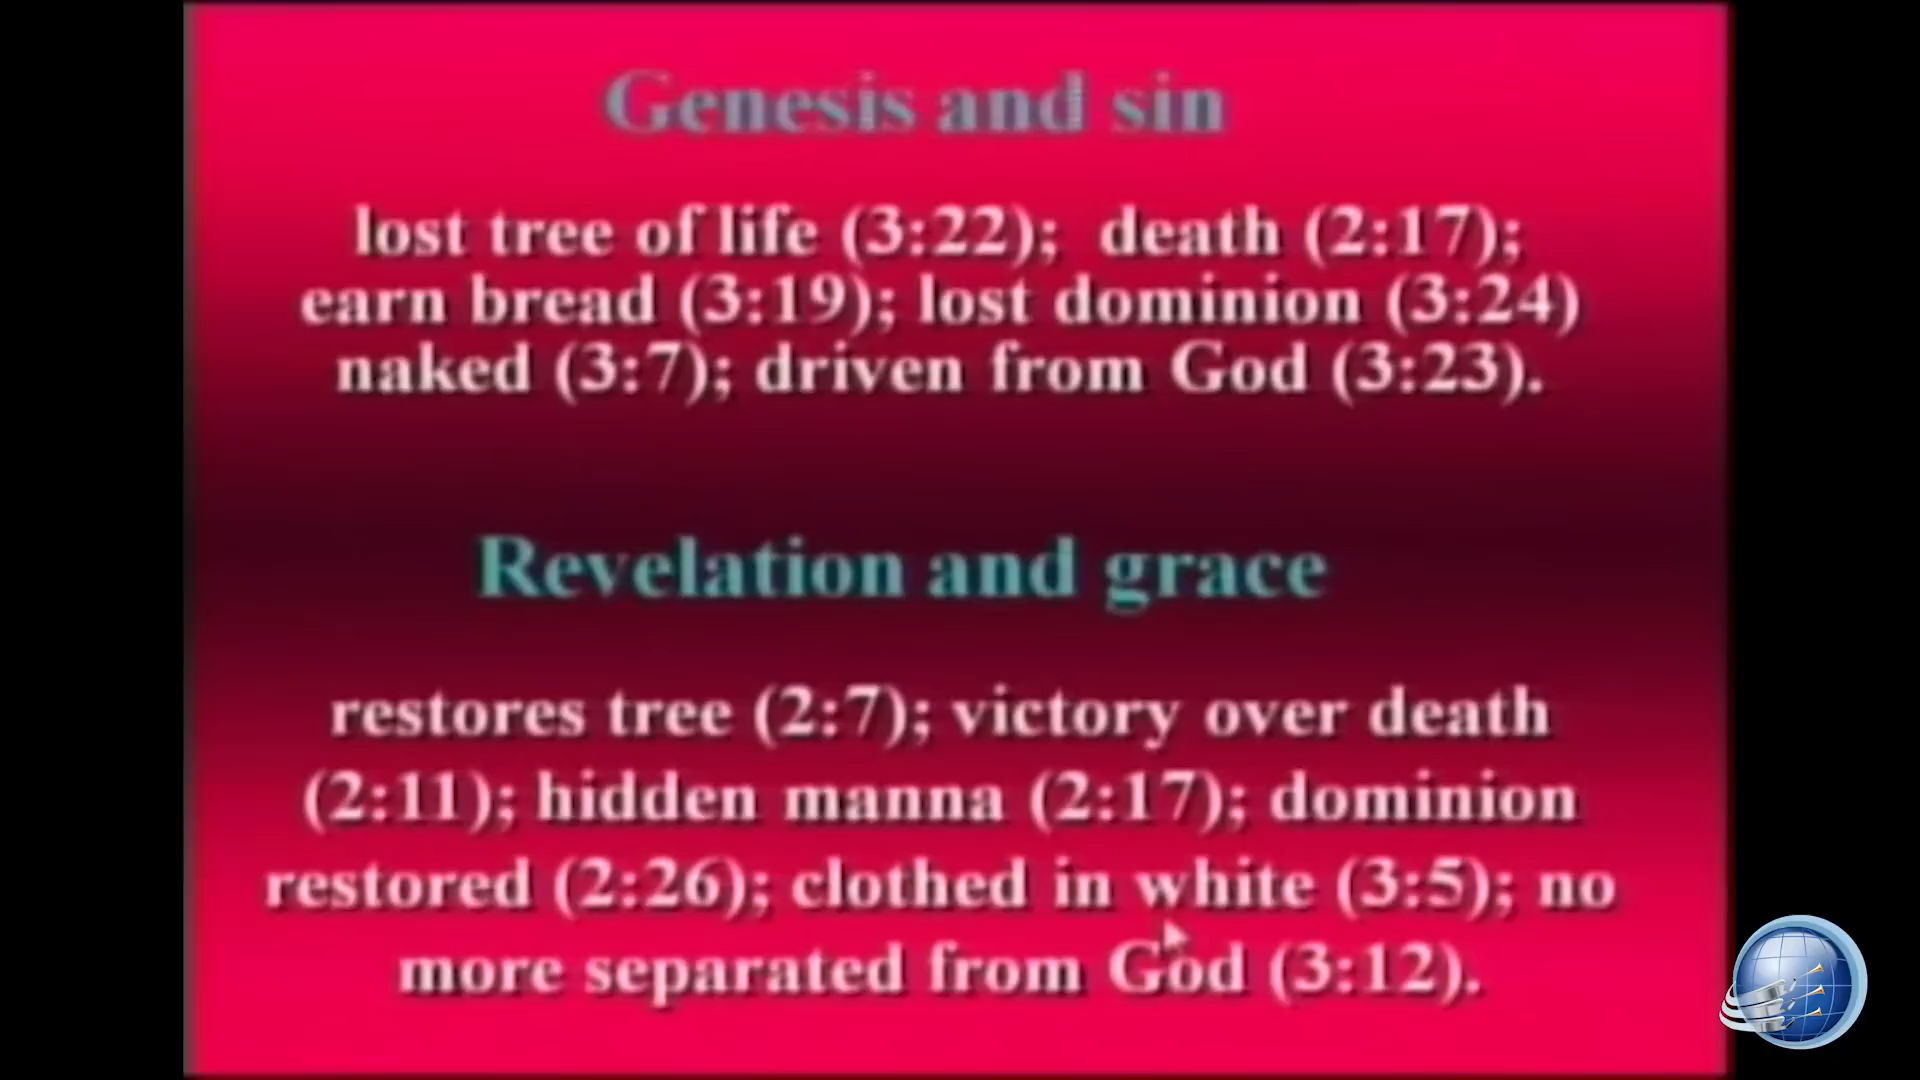 Genesis and sin
lost tree of life (3:22); death (2:17);
earn bread (3:19); lost dominion (3:24)
naked (3:7); driven from God (3:23).
Revelation and grace
restores tree (2:7); victory over death
(2:11); hidden manna (2:17); dominion
restored (2:26); clothed in white (3:5); no
more separated from God (3:12).